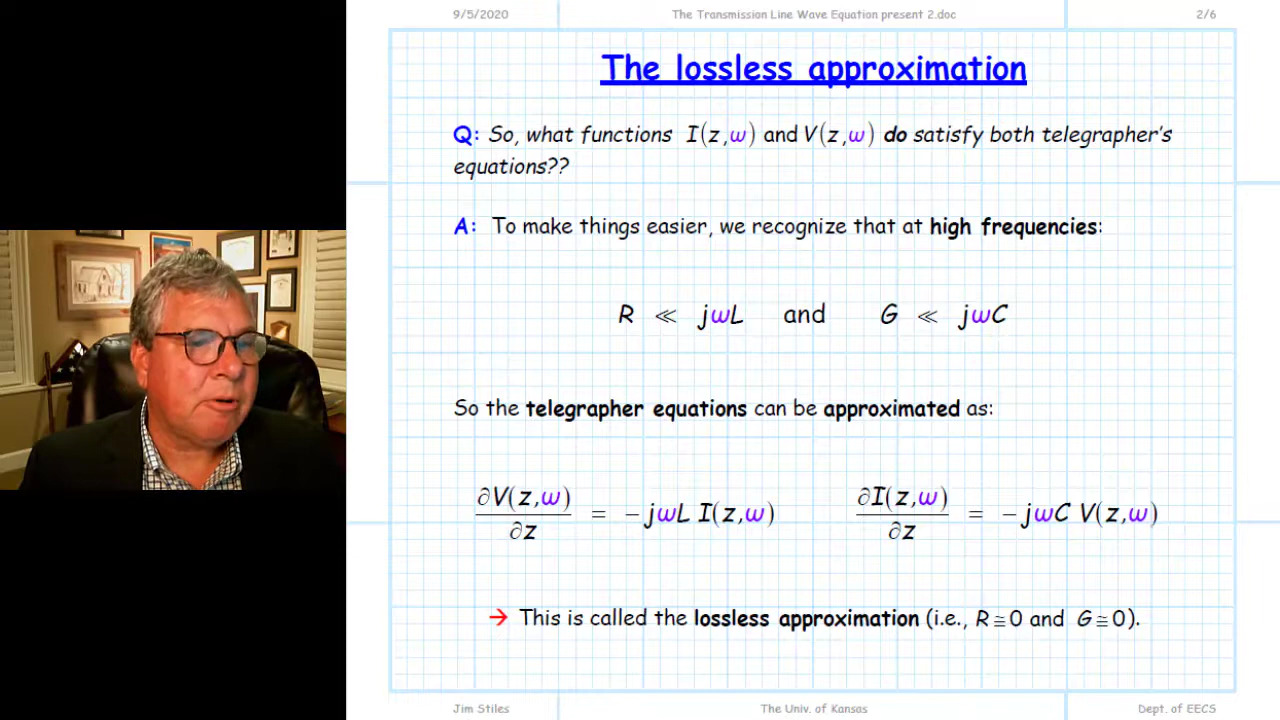 9/5/2020 The Transmission Line Wave Equation present 2.doc 2/6
The lossless approximation
Q: So, what functions I(z,ω) and V(z,ω) do satisfy both telegrapher's
equations??
A: To make things easier, we recognize that at high frequencies:
R ≪ jωL and G ≪ jωC
So the telegrapher equations can be approximated as:
∂V(z,ω)/∂z = −jωL I(z,ω) ∂I(z,ω)/∂z = −jωC V(z,ω)
→ This is called the lossless approximation (i.e., R≅0 and G≅0).
Jim Stiles The Univ. of Kansas Dept. of EECS